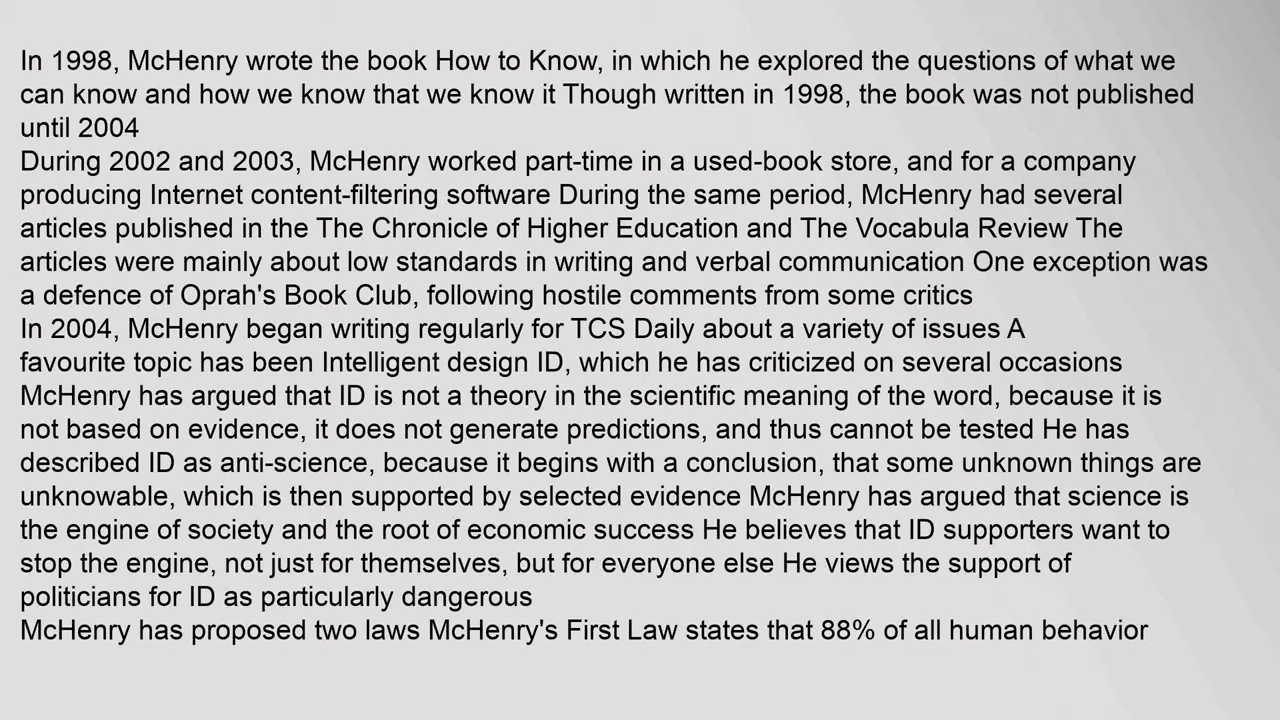 In 1998, McHenry wrote the book How to Know, in which he explored the questions of what we
can know and how we know that we know it Though written in 1998, the book was not published
until 2004
During 2002 and 2003, McHenry worked part-time in a used-book store, and for a company
producing Internet content-filtering software During the same period, McHenry had several
articles published in the The Chronicle of Higher Education and The Vocabula Review The
articles were mainly about low standards in writing and verbal communication One exception was
a defence of Oprah's Book Club, following hostile comments from some critics
In 2004, McHenry began writing regularly for TCS Daily about a variety of issues A
favourite topic has been Intelligent design ID, which he has criticized on several occasions
McHenry has argued that ID is not a theory in the scientific meaning of the word, because it is
not based on evidence, it does not generate predictions, and thus cannot be tested He has
described ID as anti-science, because it begins with a conclusion, that some unknown things are
unknowable, which is then supported by selected evidence McHenry has argued that science is
the engine of society and the root of economic success He believes that ID supporters want to
stop the engine, not just for themselves, but for everyone else He views the support of
politicians for ID as particularly dangerous
McHenry has proposed two laws McHenry's First Law states that 88% of all human behavior